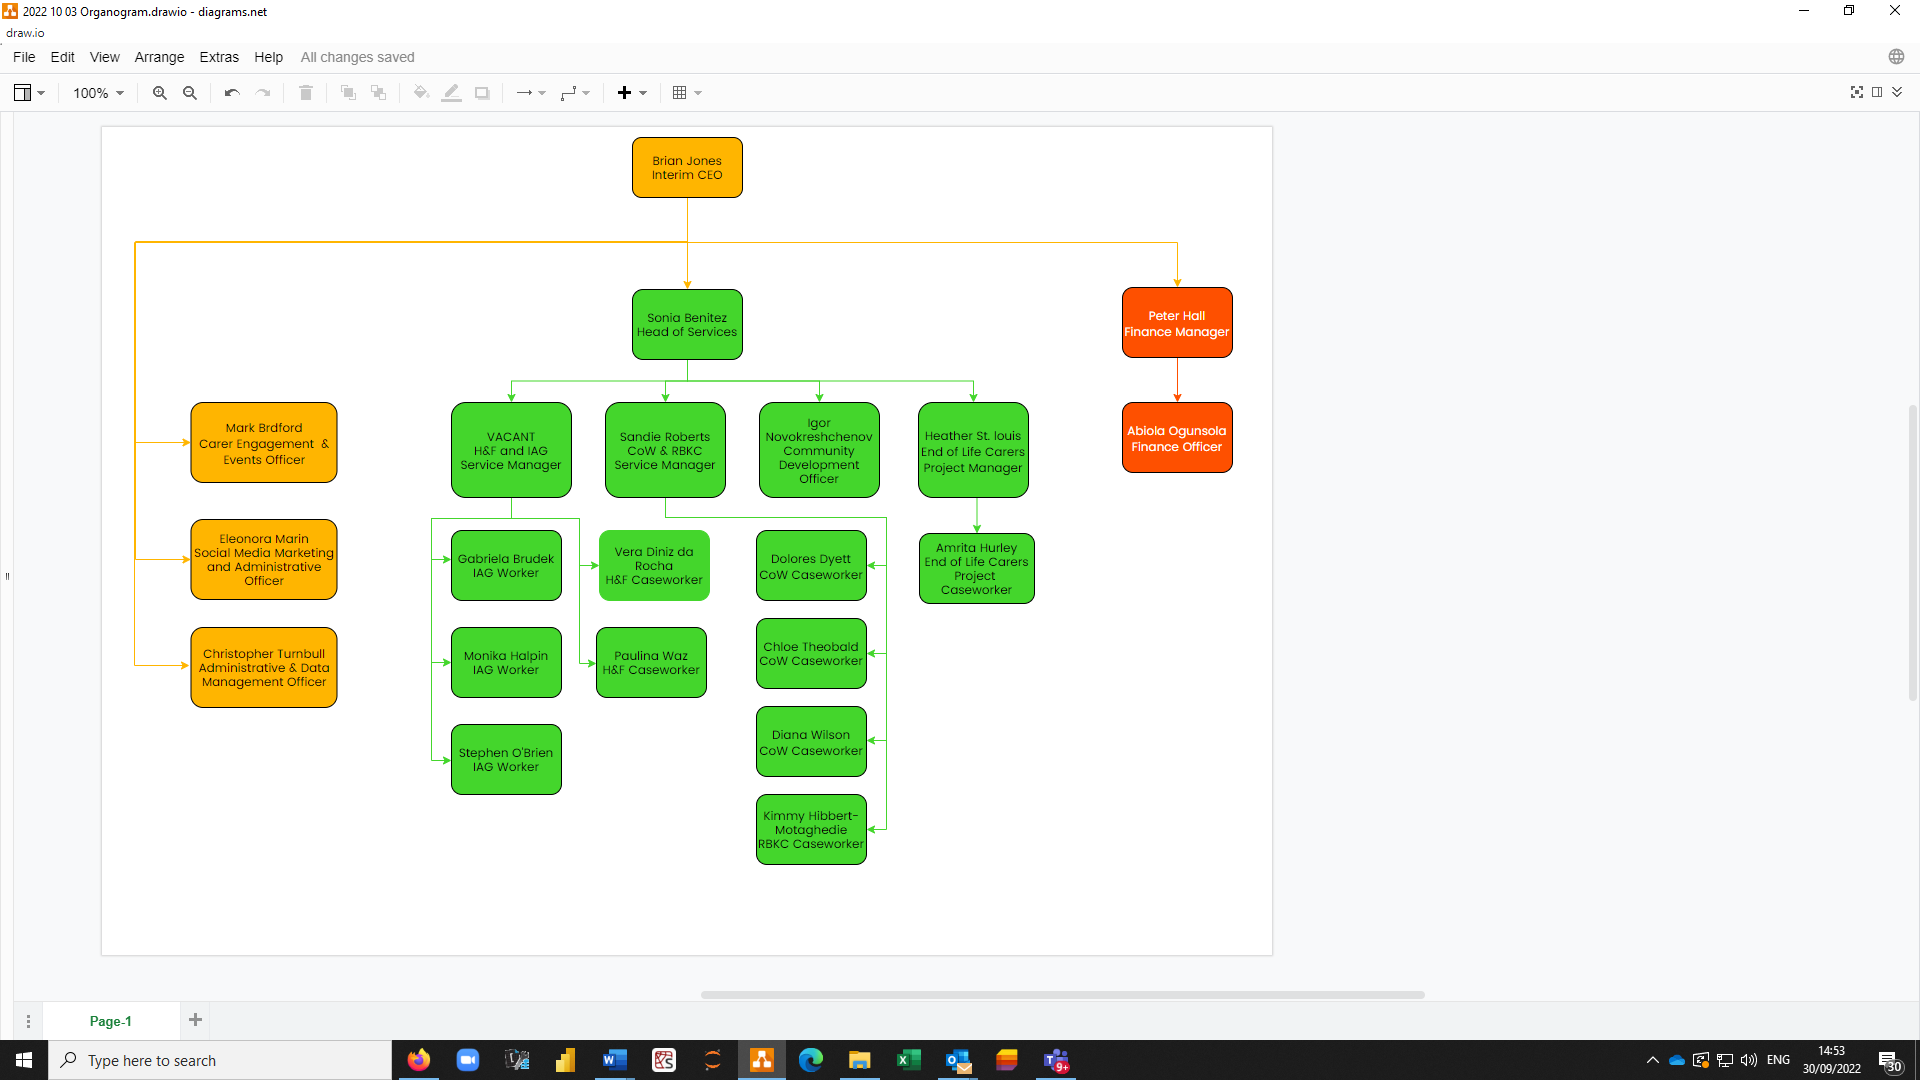 2022 10 03 Organogram.drawio - diagrams.net
draw.io
File Edit View Arrange Extras Help All changes saved
100%
Brian Jones
Interim CEO
Sonia Benitez
Head of Services
Peter Hall
Finance Manager
Mark Brdford
Carer Engagement &
Events Officer
VACANT
H&F and IAG
Service Manager
Sandie Roberts
CoW & RBKC
Service Manager
Igor
Novokreshchenov
Community
Development
Officer
Heather St. louis
End of Life Carers
Project Manager
Abiola Ogunsola
Finance Officer
Eleonora Marin
Social Media Marketing
and Administrative
Officer
Gabriela Brudek
IAG Worker
Vera Diniz da
Rocha
H&F Caseworker
Dolores Dyett
CoW Caseworker
Amrita Hurley
End of Life Carers
Project
Caseworker
Christopher Turnbull
Administrative & Data
Management Officer
Monika Halpin
IAG Worker
Paulina Waz
H&F Caseworker
Chloe Theobald
CoW Caseworker
Stephen O'Brien
IAG Worker
Diana Wilson
CoW Caseworker
Kimmy Hibbert-
Motaghedie
RBKC Caseworker
Page-1
Type here to search
9+
ENG
14:53
30/09/2022
30